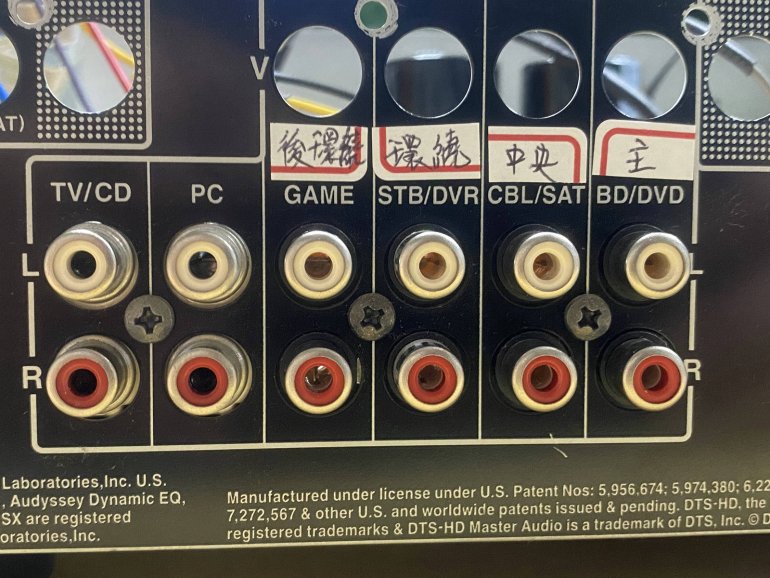 AT)
V
後環繞 環繞 中央 主
TV/CD PC GAME STB/DVR CBL/SAT BD/DVD
L L
R R
Laboratories,Inc. U.S.
, Audyssey Dynamic EQ,
SX are registered
oratories,Inc.
Manufactured under license under U.S. Patent Nos: 5,956,674; 5,974,380; 6,22
7,272,567 & other U.S. and worldwide patents issued & pending. DTS-HD, the
registered trademarks & DTS-HD Master Audio is a trademark of DTS, Inc. © D